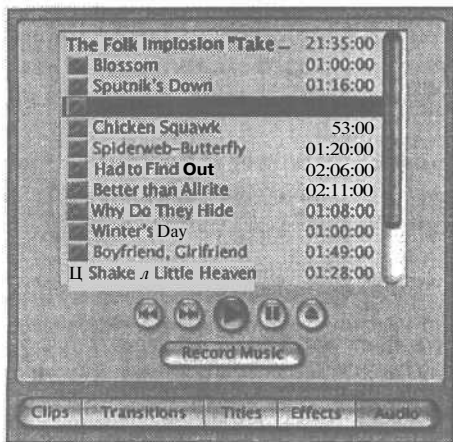 The Folk Implosion "Take ... 21:35:00
Blossom 01:00:00
Sputnik's Down 01:16:00
Chicken Squawk 53:00
Spiderweb-Butterfly 01:20:00
Had to Find Out 02:06:00
Better than Allrite 02:11:00
Why Do They Hide 01:08:00
Winter's Day 01:00:00
Boyfriend, Girlfriend 01:49:00
Ц Shake л Little Heaven 01:28:00
Record Music
Clips Transitions Titles Effects Audio